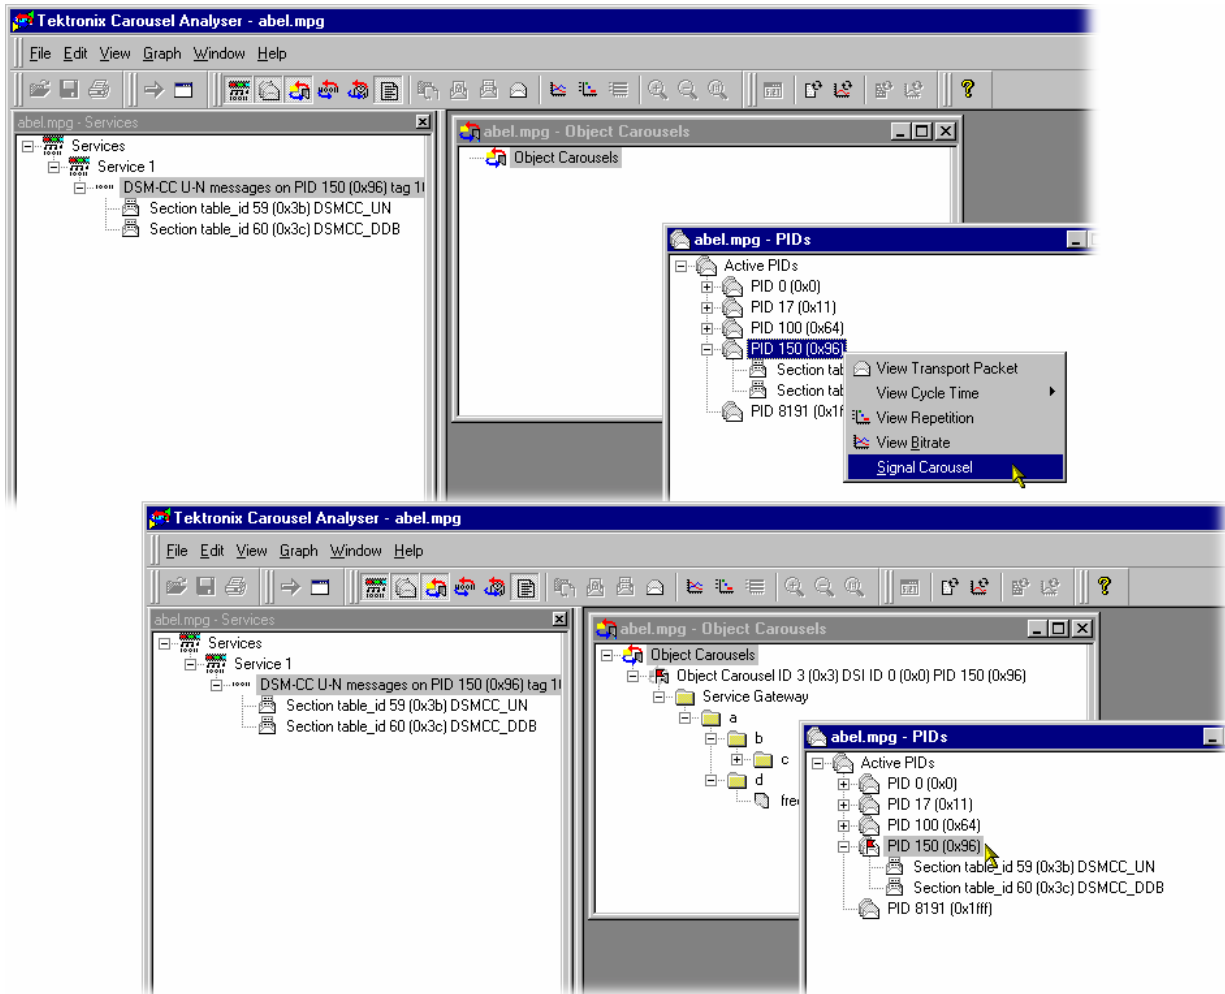 Tektronix Carousel Analyser - abel.mpg
File Edit View Graph Window Help
abel.mpg - Services
Services
Service 1
DSM-CC U-N messages on PID 150 (0x96) tag
Section table_id 59 (0x3b) DSMCC_UN
Section table_id 60 (0x3c) DSMCC_DDB
abel.mpg - Object Carousels
Object Carousels
abel.mpg - PIDs
Active PIDs
PID 0 (0x0)
PID 17 (0x11)
PID 100 (0x64)
PID 150 (0x96)
Section
Section
PID 8191
View Transport Packet
View Cycle Time
View Repetition
View Bitrate
Signal Carousel
Tektronix Carousel Analyser - abel.mpg
File Edit View Graph Window Help
abel.mpg - Services
Services
Service 1
DSM-CC U-N messages on PID 150 (0x96) tag
Section table_id 59 (0x3b) DSMCC_UN
Section table_id 60 (0x3c) DSMCC_DDB
abel.mpg - Object Carousels
Object Carousels
Object Carousel ID 3 (0x3) DSI ID 0 (0x0) PID 150 (0x96)
Service Gateway
a
b
c
d
abel.mpg - PIDs
Active PIDs
PID 0 (0x0)
PID 17 (0x11)
PID 100 (0x64)
PID 150 (0x96)
Section table_id 59 (0x3b) DSMCC_UN
Section table_id 60 (0x3c) DSMCC_DDB
PID 8191 (0x1fff)